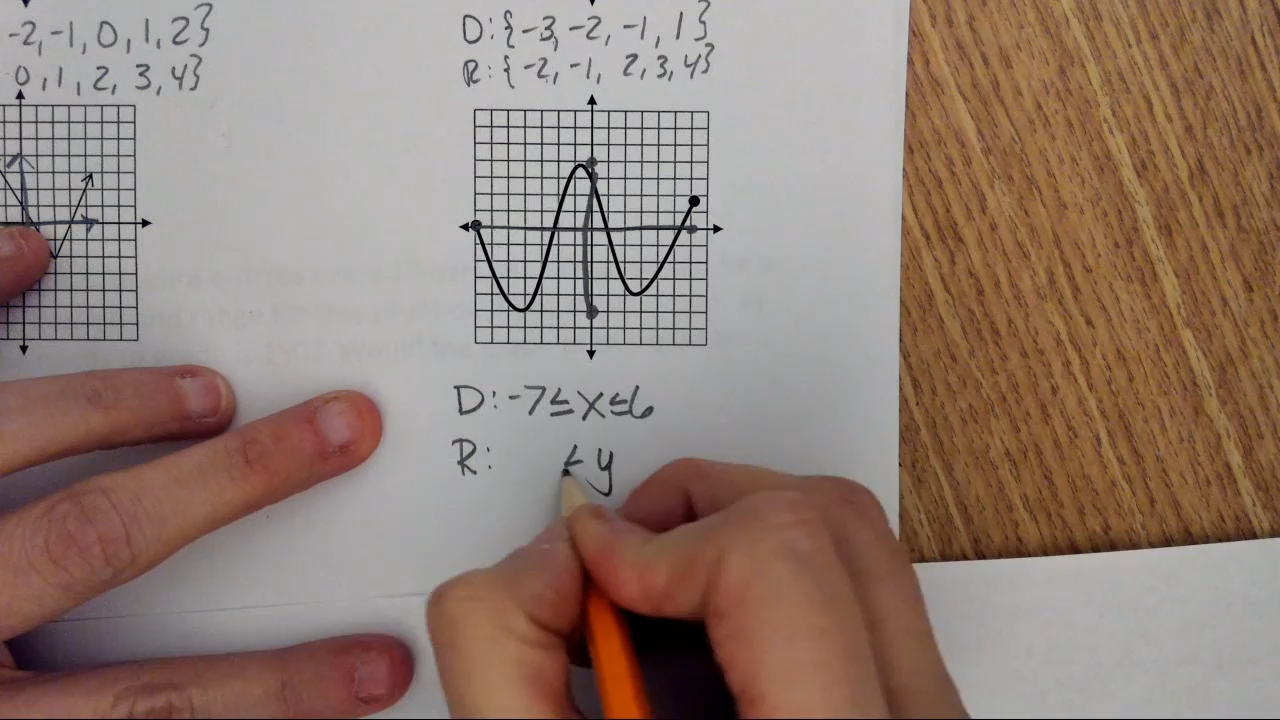 -2, -1, 0, 1, 2}
0, 1, 2, 3, 4}
D: {-3, -2, -1, 1}
R: {-2, -1, 2, 3, 4}
D: -7 ≤ x ≤ 6
R: ≤ y